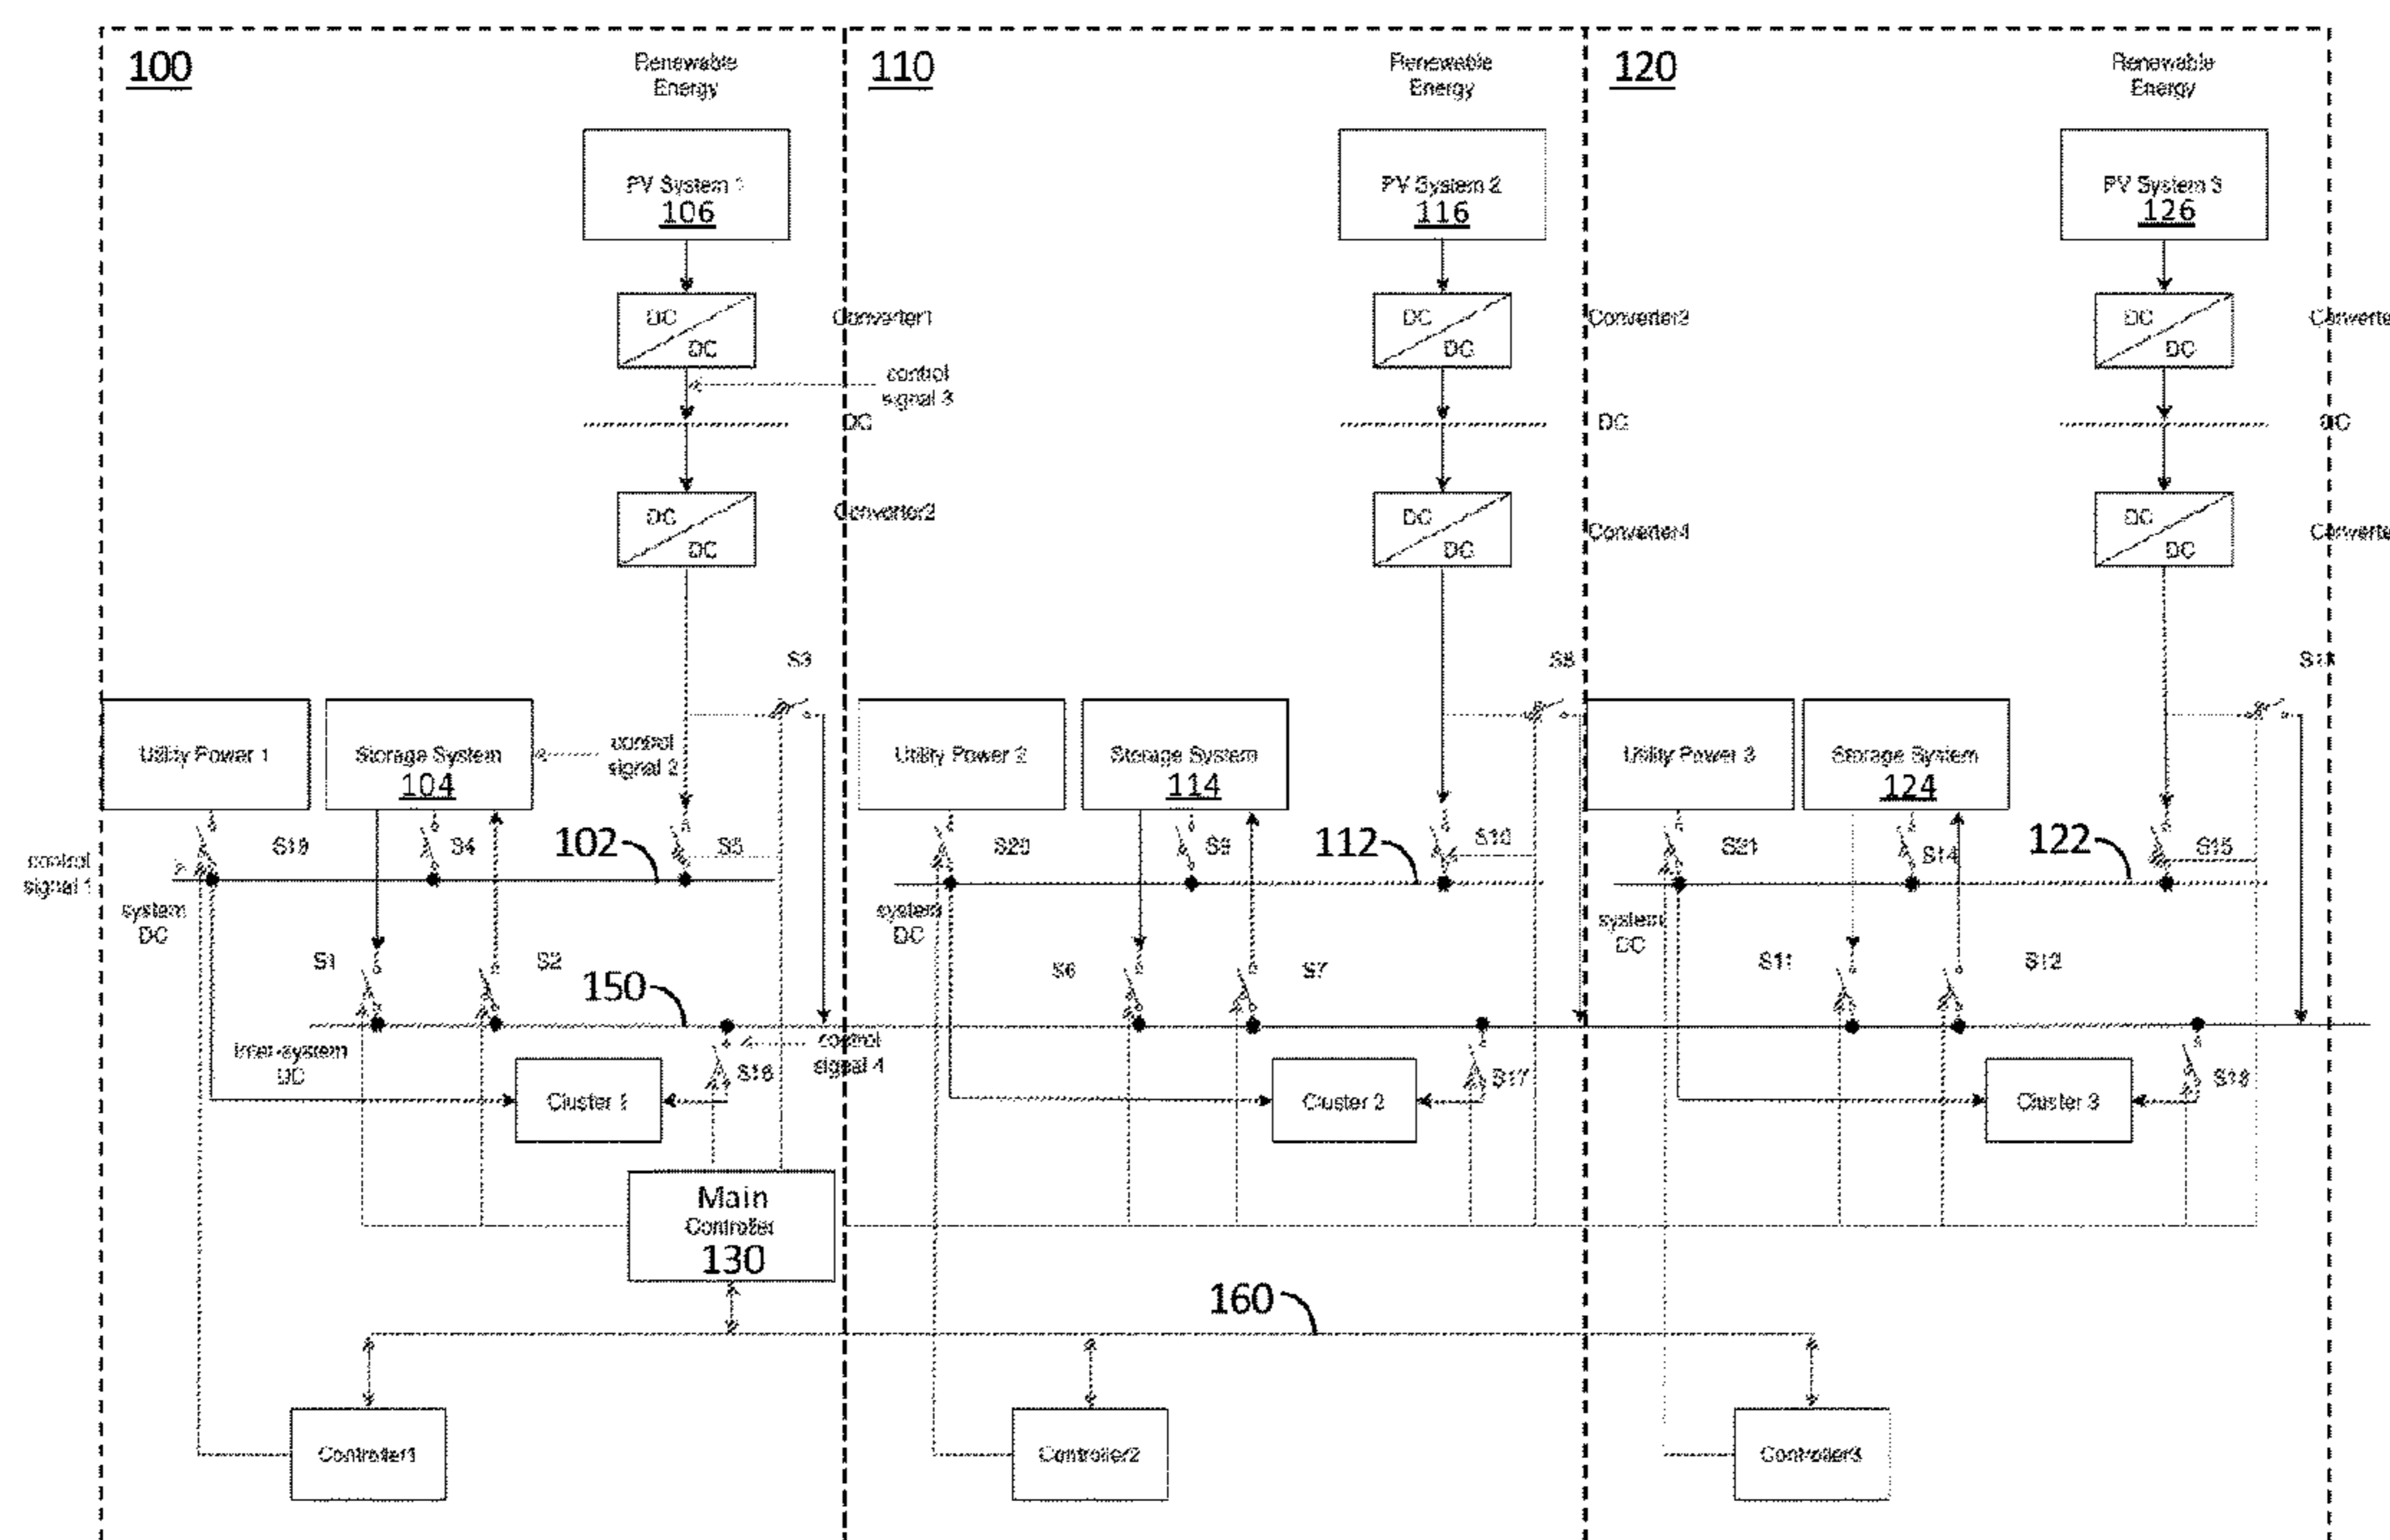 100
Renewable
Energy
110
Renewable
Energy
120
Renewable
Energy
PV System 1
106
PV System 2
116
PV System 3
126
DC
DC
Converter1
DC
DC
Converter3
DC
DC
Converte
control
signal 3
DC
DC
DC
DC
DC
Converter2
DC
DC
Converter4
DC
DC
Converte
S3
S8
Utility Power 1
Storage System
104
control
signal 2
Utility Power 2
Storage System
114
Utility Power 3
Storage System
124
control
signal 1
S19
S4
102
S5
S20
S9
112
S10
S21
S14
122
S15
system
DC
system
DC
system
DC
S1
S2
150
S6
S7
S11
S12
Inter-system
DC
control
signal 4
Cluster 1
S16
Cluster 2
S17
Cluster 3
S18
Main
Controller
130
160
Controller1
Controller2
Controller3